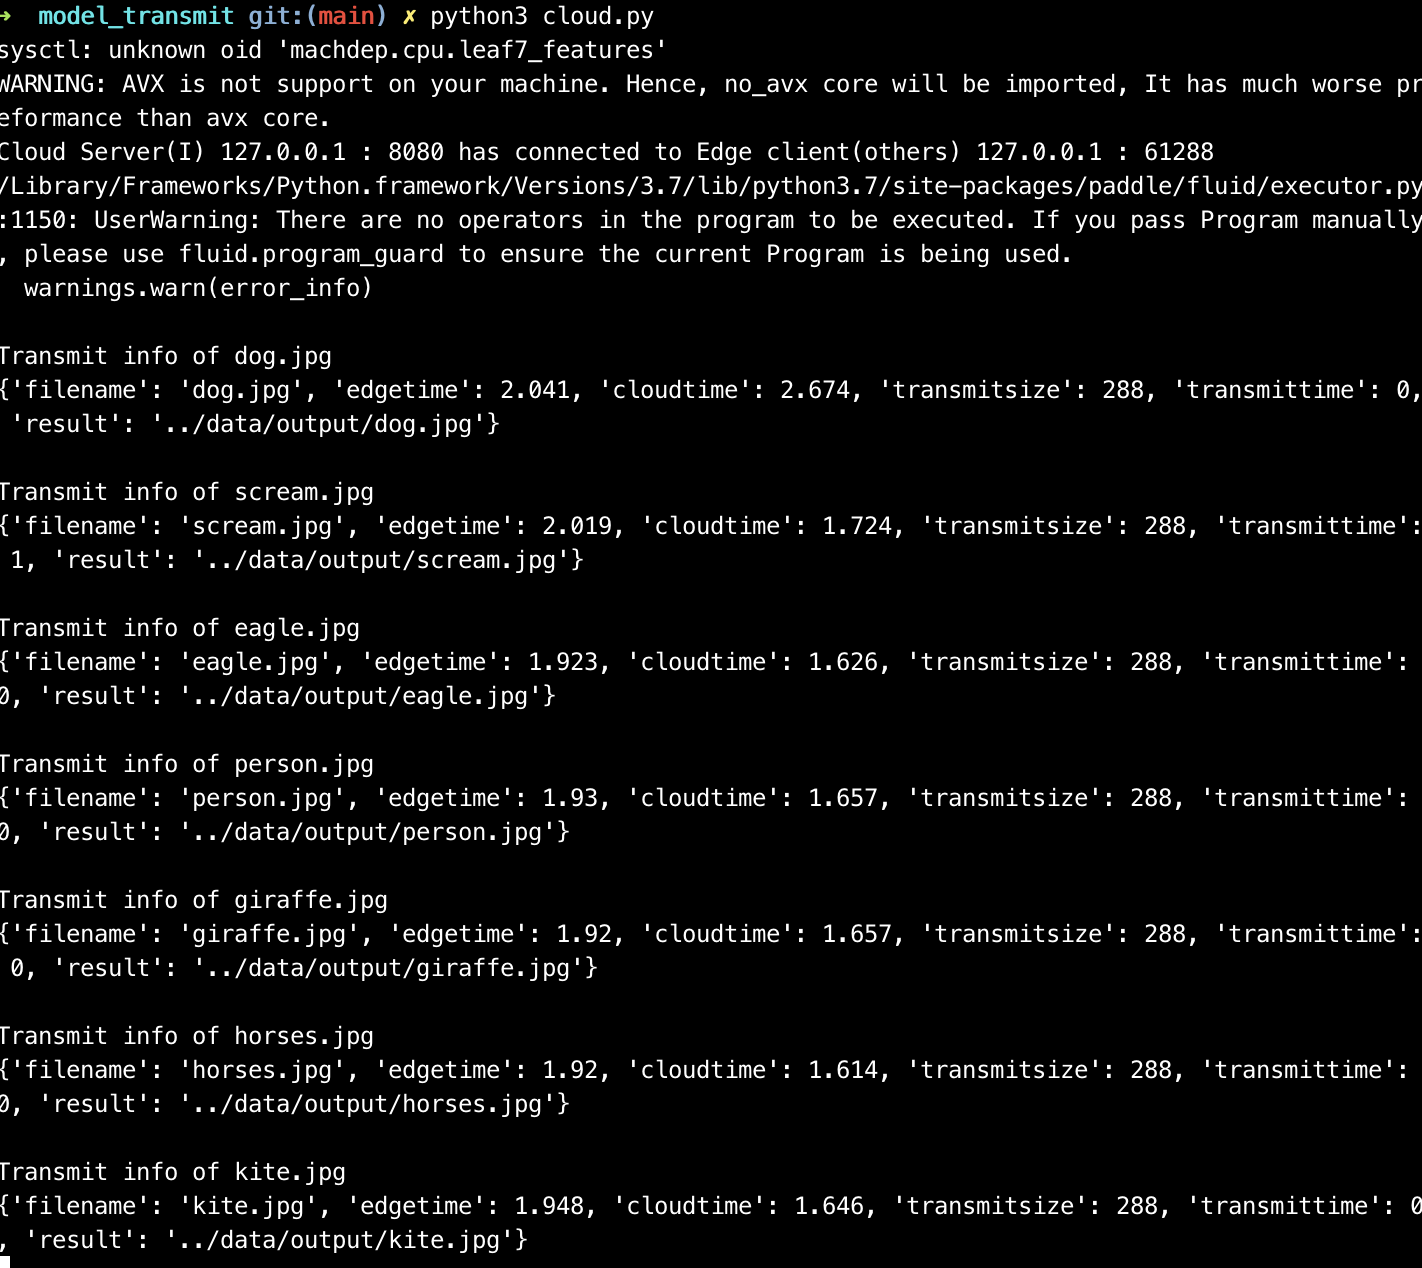 ➜  model_transmit git:(main) ✗ python3 cloud.py
sysctl: unknown oid 'machdep.cpu.leaf7_features'
WARNING: AVX is not support on your machine. Hence, no_avx core will be imported, It has much worse pr
eformance than avx core.
Cloud Server(I) 127.0.0.1 : 8080 has connected to Edge client(others) 127.0.0.1 : 61288
/Library/Frameworks/Python.framework/Versions/3.7/lib/python3.7/site-packages/paddle/fluid/executor.py
:1150: UserWarning: There are no operators in the program to be executed. If you pass Program manually
, please use fluid.program_guard to ensure the current Program is being used.
  warnings.warn(error_info)

Transmit info of dog.jpg
{'filename': 'dog.jpg', 'edgetime': 2.041, 'cloudtime': 2.674, 'transmitsize': 288, 'transmittime': 0,
 'result': '../data/output/dog.jpg'}

Transmit info of scream.jpg
{'filename': 'scream.jpg', 'edgetime': 2.019, 'cloudtime': 1.724, 'transmitsize': 288, 'transmittime':
 1, 'result': '../data/output/scream.jpg'}

Transmit info of eagle.jpg
{'filename': 'eagle.jpg', 'edgetime': 1.923, 'cloudtime': 1.626, 'transmitsize': 288, 'transmittime': 
0, 'result': '../data/output/eagle.jpg'}

Transmit info of person.jpg
{'filename': 'person.jpg', 'edgetime': 1.93, 'cloudtime': 1.657, 'transmitsize': 288, 'transmittime': 
0, 'result': '../data/output/person.jpg'}

Transmit info of giraffe.jpg
{'filename': 'giraffe.jpg', 'edgetime': 1.92, 'cloudtime': 1.657, 'transmitsize': 288, 'transmittime':
 0, 'result': '../data/output/giraffe.jpg'}

Transmit info of horses.jpg
{'filename': 'horses.jpg', 'edgetime': 1.92, 'cloudtime': 1.614, 'transmitsize': 288, 'transmittime': 
0, 'result': '../data/output/horses.jpg'}

Transmit info of kite.jpg
{'filename': 'kite.jpg', 'edgetime': 1.948, 'cloudtime': 1.646, 'transmitsize': 288, 'transmittime': 0
, 'result': '../data/output/kite.jpg'}